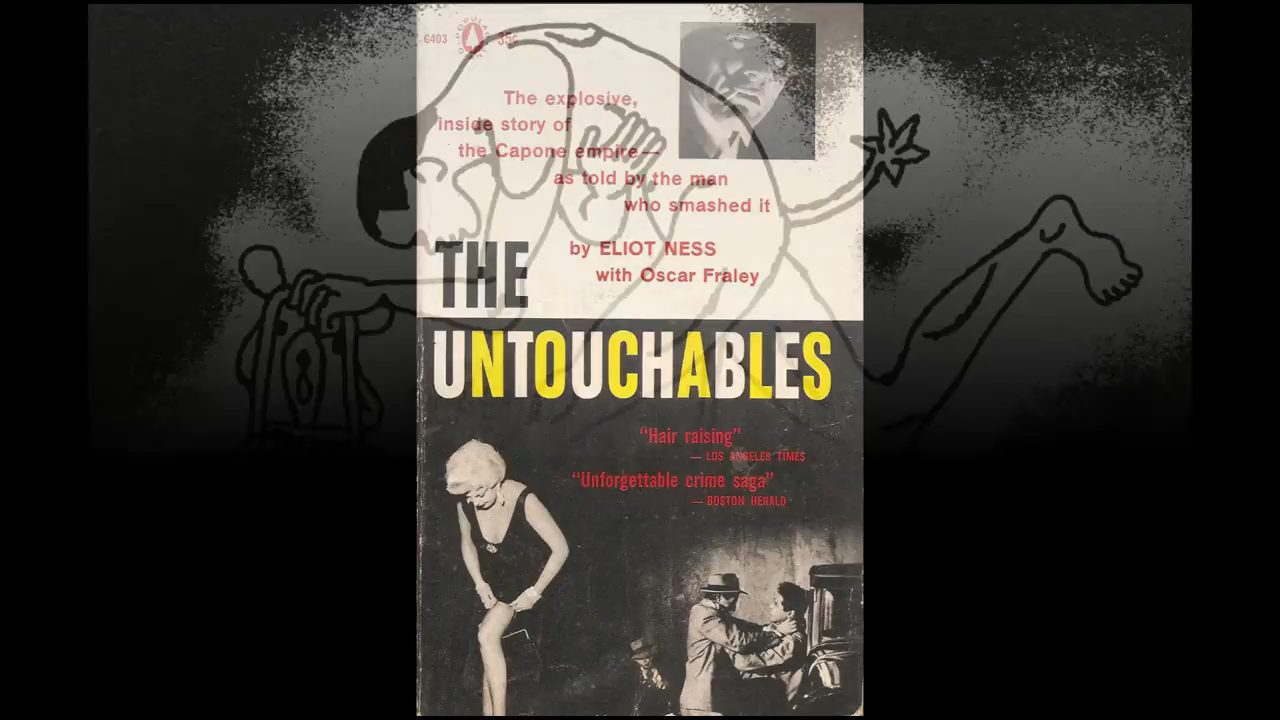 G403
35¢
The explosive,
inside story of
the Capone empire—
as told by the man
who smashed it
by ELIOT NESS
with Oscar Fraley
THE
UNTOUCHABLES
“Hair raising”
— LOS ANGELES TIMES
“Unforgettable crime saga”
— BOSTON HERALD